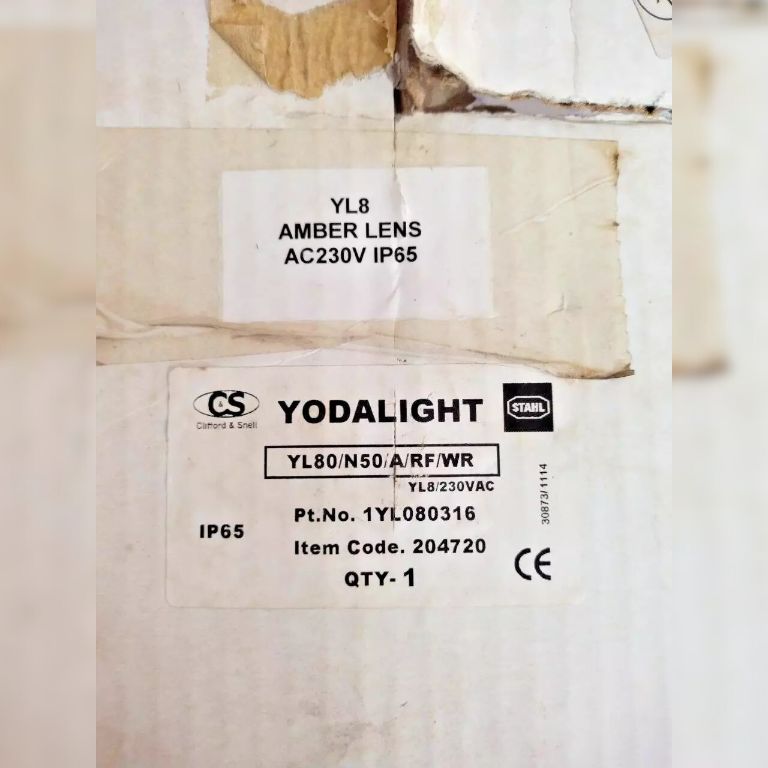 YL8
AMBER LENS
AC230V IP65
C&S
Clifford & Snell
YODALIGHT
STAHL
YL80/N50/A/RF/WR
YL8/230VAC
30873/1114
Pt.No. 1YL080316
IP65
Item Code. 204720
QTY- 1
CE